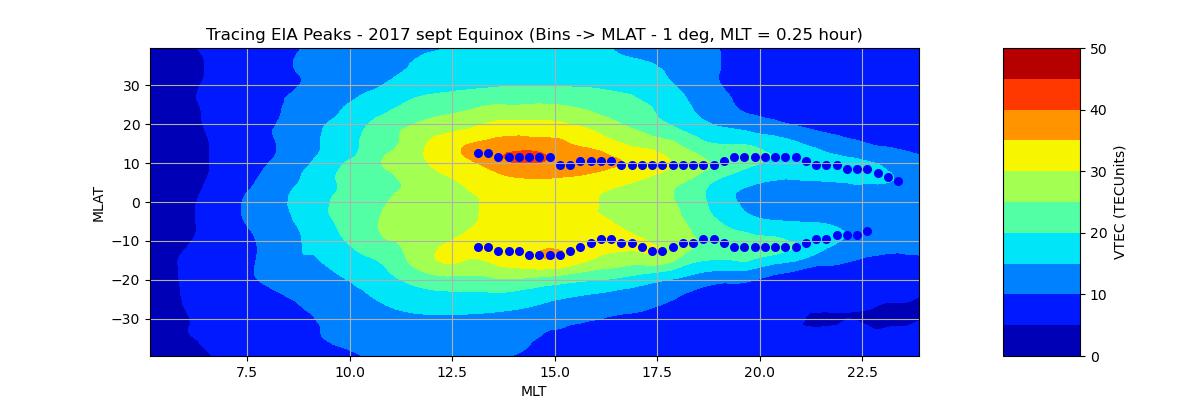 Tracing EIA Peaks - 2017 sept Equinox (Bins -> MLAT - 1 deg, MLT = 0.25 hour)
MLAT
30
20
10
0
−10
−20
−30
7.5 10.0 12.5 15.0 17.5 20.0 22.5
MLT
50
40
30
20
10
0
VTEC (TECUnits)